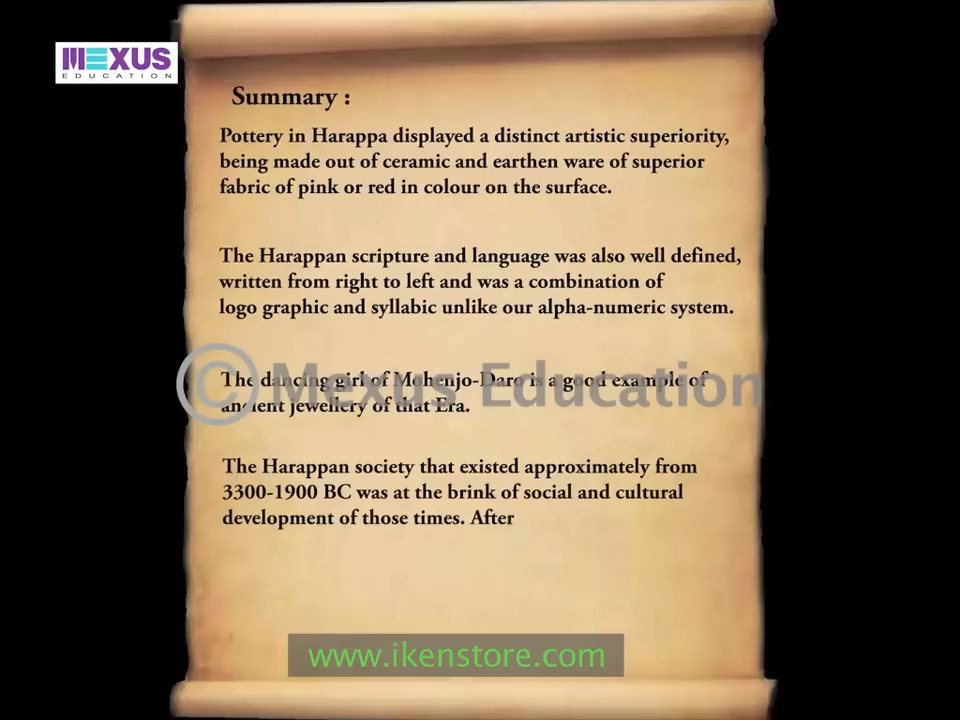 MEXUS
EDUCATION
Summary :
Pottery in Harappa displayed a distinct artistic superiority,
being made out of ceramic and earthen ware of superior
fabric of pink or red in colour on the surface.
The Harappan scripture and language was also well defined,
written from right to left and was a combination of
logo graphic and syllabic unlike our alpha-numeric system.
© Mexus Education
The dancing girl of Mohenjo-Daro is a good example of
ancient jewellery of that Era.
The Harappan society that existed approximately from
3300-1900 BC was at the brink of social and cultural
development of those times. After
www.ikenstore.com